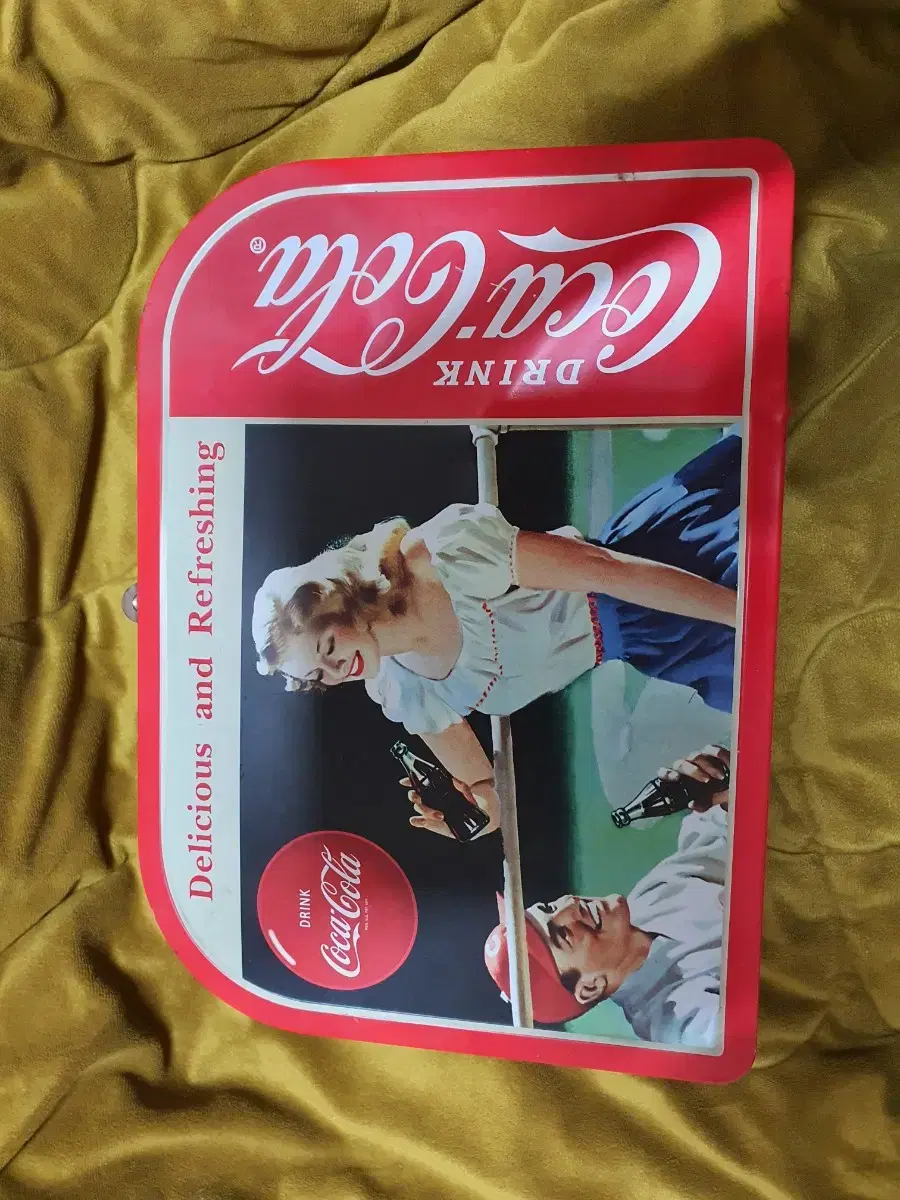 DRINK
Coca-Cola®
Delicious and Refreshing
DRINK
Coca-Cola